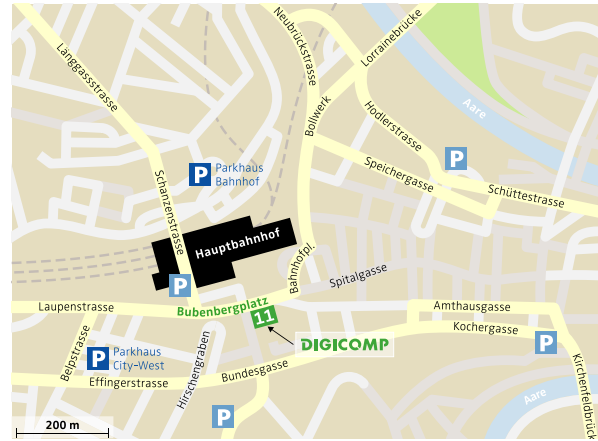 Neubrückstrasse
Lorrainebrücke
Langgassstrasse
Bollwerk
Aare
Hodlerstrasse
P
Speichergasse
P
Parkhaus
Bahnhof
Schanzenstrasse
Schüttestrasse
Hauptbahnhof
Bahnhofpl.
Spitalgasse
P
Laupenstrasse
Bubenbergplatz
11
Amthausgasse
Kochergasse
DIGICOMP
P
Belpstrasse
P
Parkhaus
City-West
Hirschengraben
Bundesgasse
Effingerstrasse
Kirchenfeldbrück
Aare
P
200 m